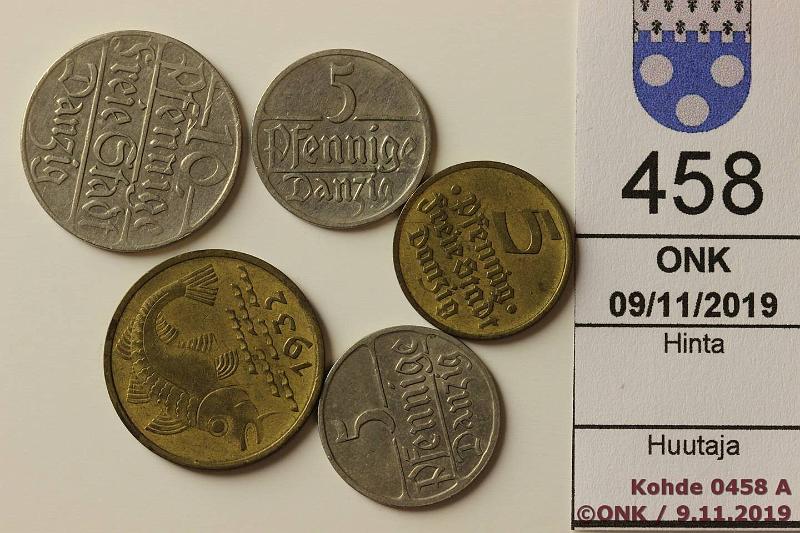 10
Pfennige
Freie Stadt
Danzig
5
Pfennige
Danzig
5
Pfennig
Freie Stadt
Danzig
1932
5
Pfennige
Danzig
458
ONK
09/11/2019
Hinta
Huutaja
Kohde 0458 A
©ONK / 9.11.2019